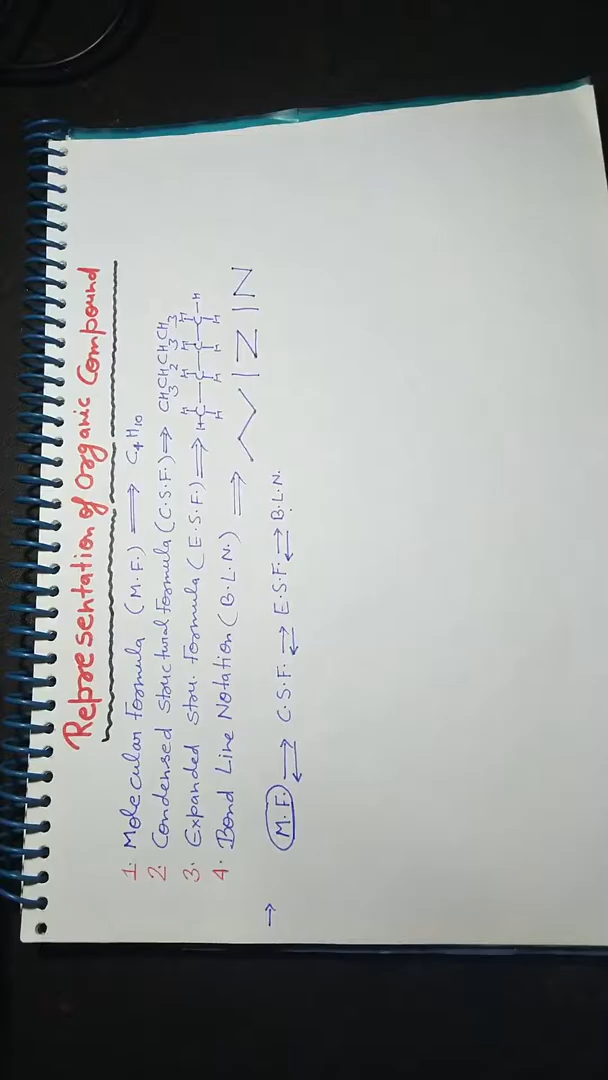 Representation of Organic Compound
1. Molecular Formula (M.F.) ⟹ C4H10
2. Condensed Structural Formula (C.S.F.) ⟹ CH3CH2CH3CH3
3. Expanded Stru. Formula (E.S.F.) ⟹ H-C-C-C-C-H
H H H H
H H H H
4. Bond Line Notation (B.L.N.) ⟹
→ M.F. ⇌ C.S.F. ⇌ E.S.F. ⇌ B.L.N.